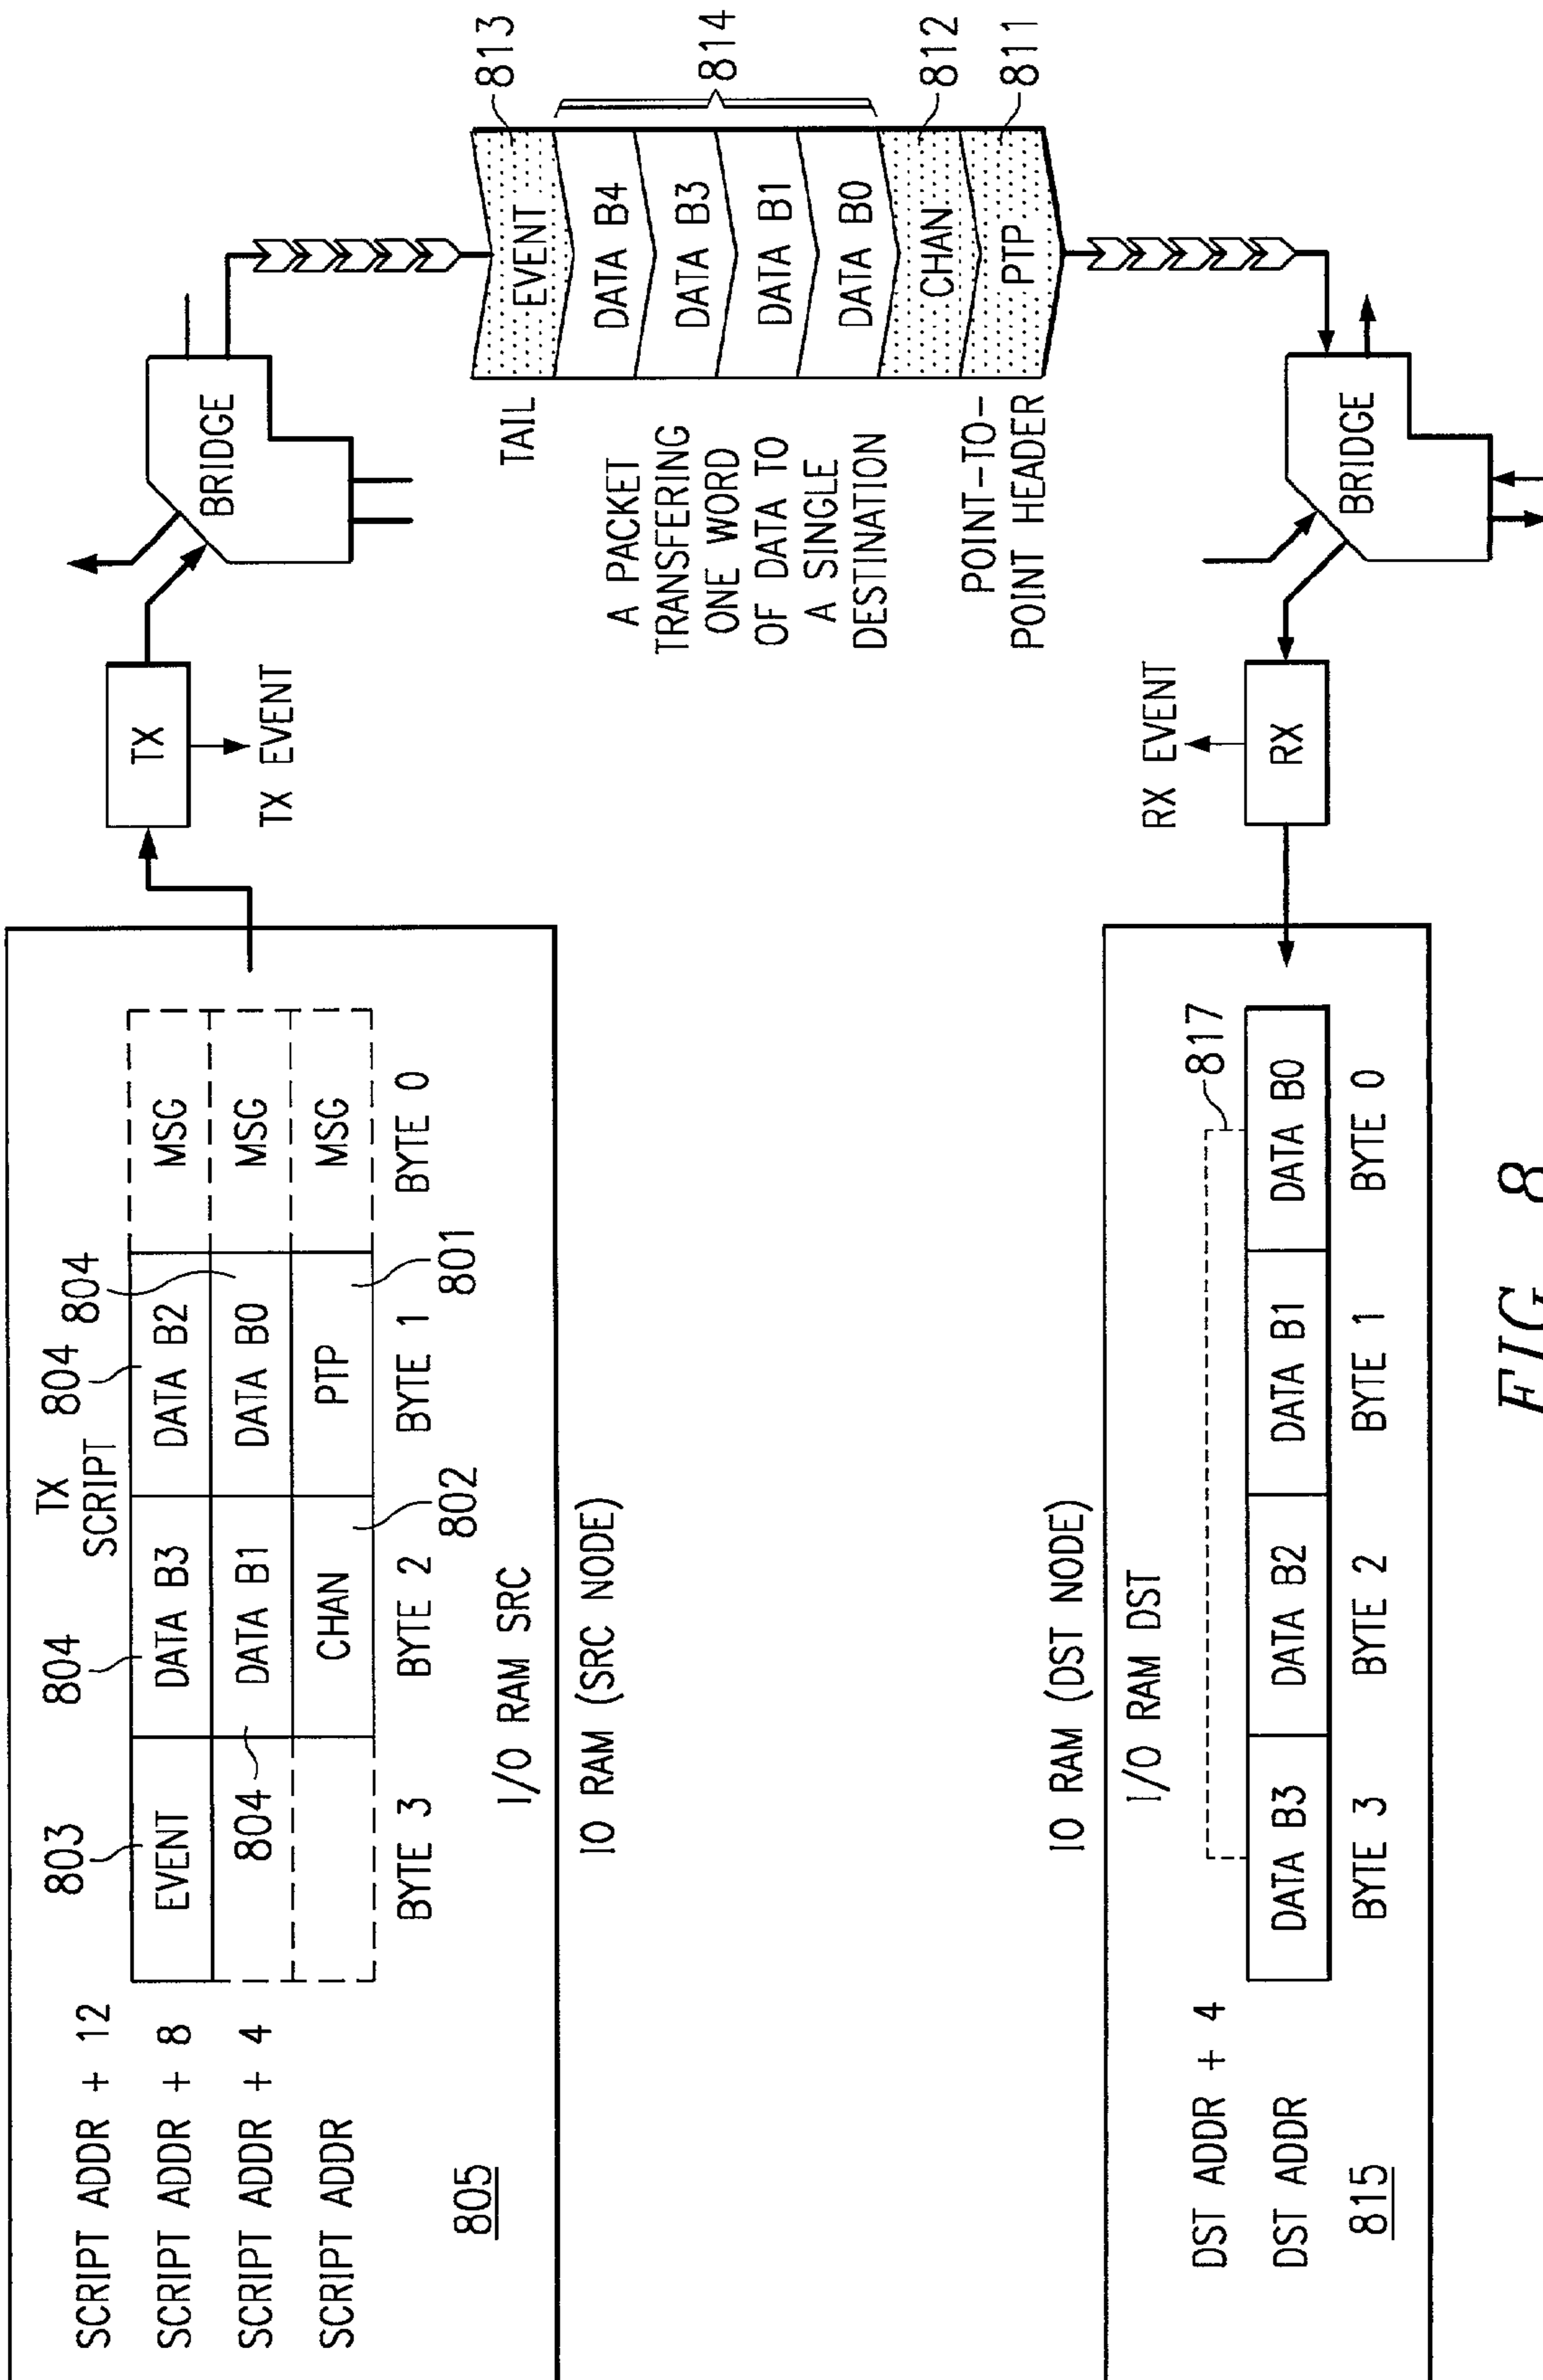 TX
SCRIPT
804
804
804
803
SCRIPT ADDR + 12
SCRIPT ADDR + 8
EVENT
DATA B3
DATA B2
MSG
SCRIPT ADDR + 4
804
DATA B1
DATA B0
MSG
SCRIPT ADDR
CHAN
PTP
MSG
BYTE 3
BYTE 2
BYTE 1
BYTE 0
802
801
805
I/O RAM SRC
IO RAM (SRC NODE)
TX
TX EVENT
BRIDGE
TAIL
EVENT
813
A PACKET
TRANSFERING
ONE WORD
OF DATA TO
A SINGLE
DESTINATION
DATA B4
DATA B3
DATA B1
DATA B0
814
CHAN
812
POINT-TO-
POINT HEADER
PTP
811
IO RAM (DST NODE)
I/O RAM DST
RX EVENT
RX
BRIDGE
DST ADDR + 4
817
DST ADDR
DATA B3
DATA B2
DATA B1
DATA B0
BYTE 3
BYTE 2
BYTE 1
BYTE 0
815
FIG. 8